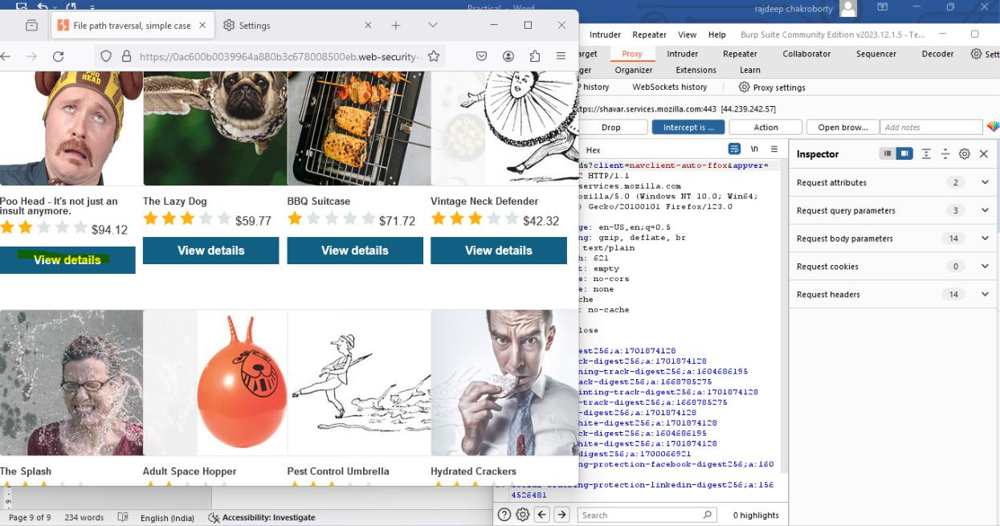 Practical - Word
rajdeep chakroborty
File path traversal, simple case
Settings
https://0ac600b0039964a880b3c678008500eb.web-security-
POO
HEAD
Poo Head - It's not just an
insult anymore.
$94.12
View details
The Lazy Dog
$59.77
View details
BBQ Suitcase
$71.72
View details
Vintage Neck Defender
$42.32
View details
The Splash
Adult Space Hopper
Pest Control Umbrella
Hydrated Crackers
Intruder Repeater View Help Burp Suite Community Edition v2023.12.1.5 - Te...
arget Proxy Intruder Repeater Collaborator Sequencer Decoder Sett
ger Organizer Extensions Learn
P history WebSockets history Proxy settings
ttps://shavar.services.mozilla.com:443 [44.239.242.57]
Drop Intercept is ... Action Open brow... Add notes
Hex \n
ds?client=navclient-auto-ffox&appver=
C HTTP/1.1
services.mozilla.com
ozilla/5.0 (Windows NT 10.0; Win64;
) Gecko/20100101 Firefox/123.0
ge: en-US,en;q=0.5
ng: gzip, deflate, br
text/plain
h: 621
t: empty
e: no-cors
e: none
che
: no-cache
lose
gest256;a:1701874128
ck-digest256;a:1701874128
ning-track-digest256;a:1604686195
ack-digest256;a:1668785275
inting-track-digest256;a:1701874128
-track-digest256;a:1668785275
-digest256;a:1701874128
hite-digest256;a:1701874128
ck-digest256;a:1604686195
hite-digest256;a:1701874128
digest256;a:1700066921
ng-protection-facebook-digest256;a:160
social-tracking-protection-linkedin-digest256;a:156
4526481
Search 0 highlights
Inspector
Request attributes 2
Request query parameters 3
Request body parameters 14
Request cookies 0
Request headers 14
Page 9 of 9 234 words English (India) Accessibility: Investigate